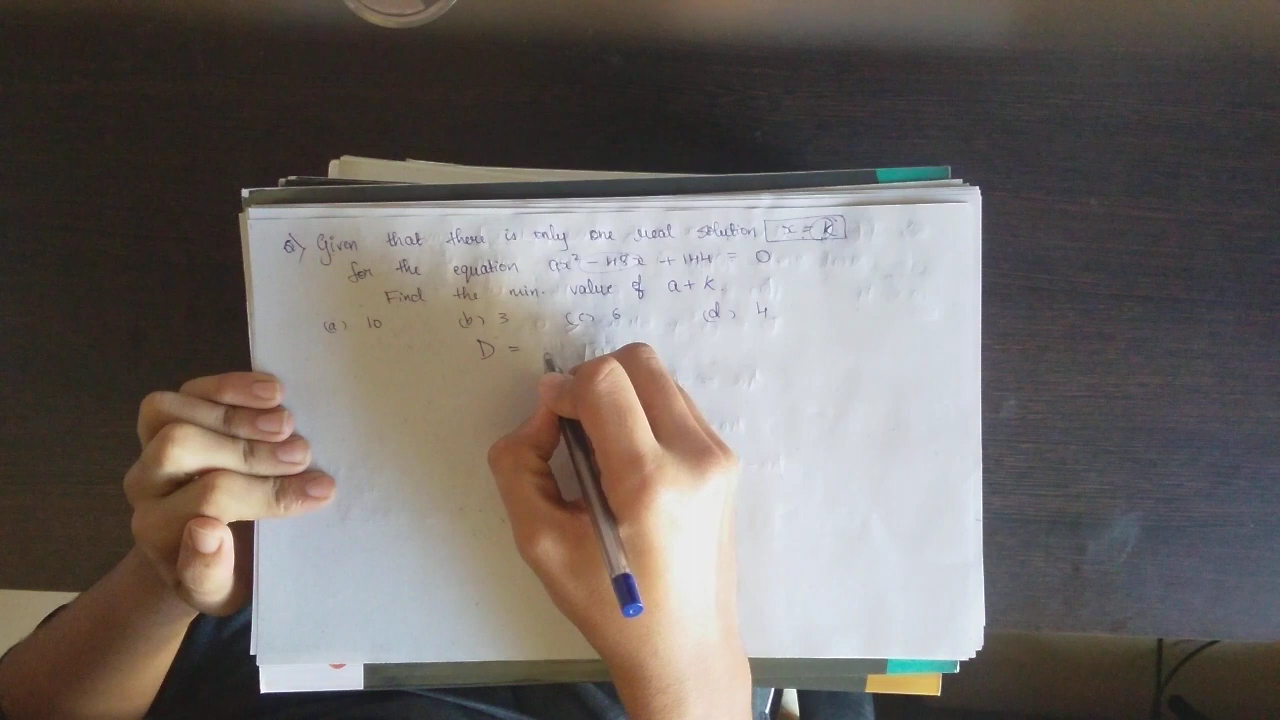 Q) Given that there is only one real solution x = k
for the equation ax² - 48x + 144 = 0
Find the min. value of a + k.
(a) 10 (b) 3 (c) 6 (d) 4
D =